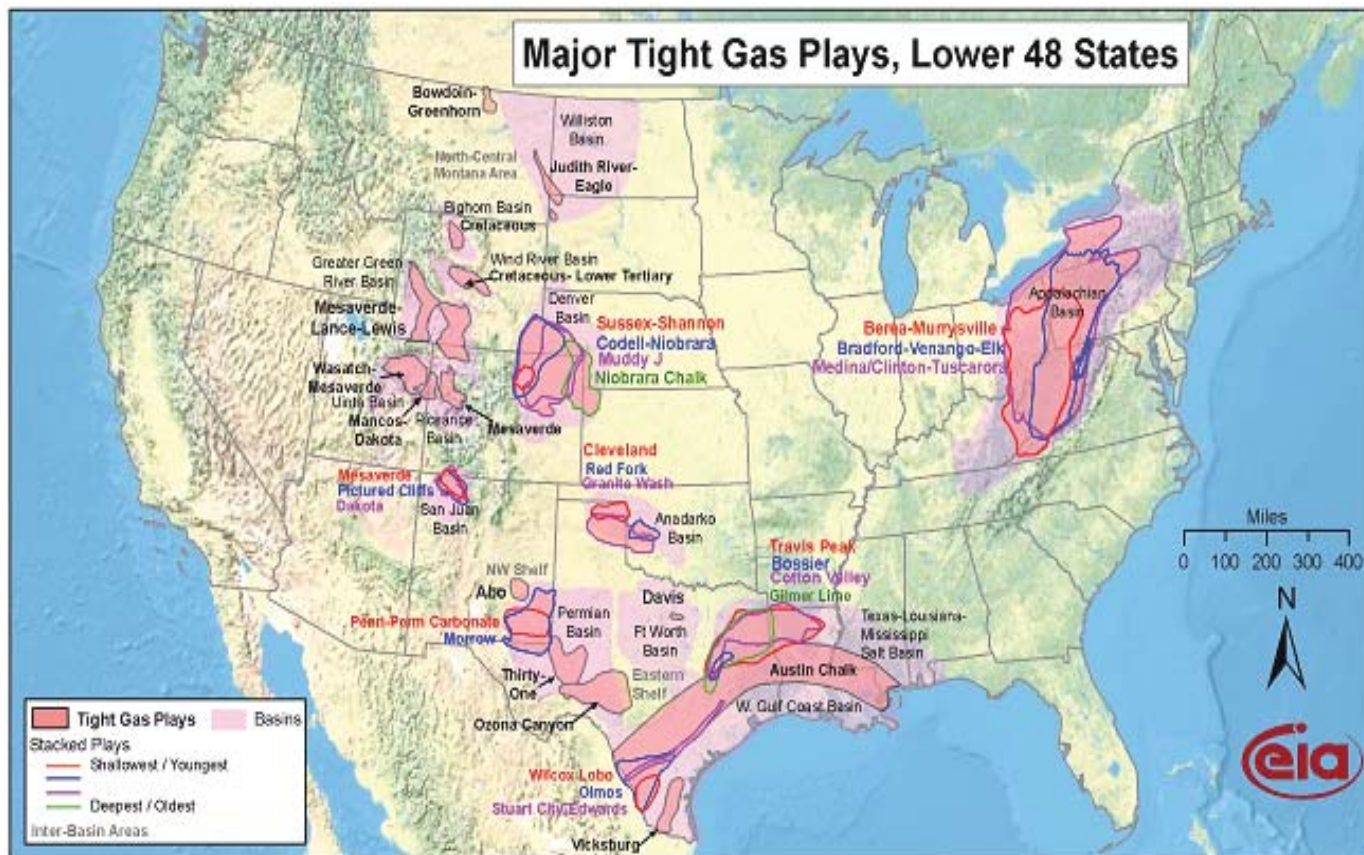 Major Tight Gas Plays, Lower 48 States
Bowdoin-
Greenhorn
Williston
Basin
North-Central
Montana Area
Judith River-
Eagle
Bighorn Basin
Cretaceous
Greater Green
River Basin
Wind River Basin
Cretaceous- Lower Tertiary
Mesaverde-
Lance-Lewis
Denver
Basin
Sussex-Shannon
Codell-Niobrara
Muddy J
Niobrara Chalk
Appalachian
Basin
Berea-Murrysville
Bradford-Venango-Elk
Medina/Clinton-Tuscarora
Wasatch-
Mesaverde
Uinta Basin
Mancos-
Dakota
Piceance
Basin
Mesaverde
Cleveland
Red Fork
Granite Wash
Mesaverde
Pictured Cliffs
Dakota
San Juan
Basin
Anadarko
Basin
Miles
0 100 200 300 400
N
Travis Peak
Bossier
Cotton Valley
Gilmer Lime
NW Shelf
Abo
Penn-Perm Carbonate
Morrow
Permian
Basin
Davis
Ft Worth
Basin
Texas-Louisiana-
Mississippi
Salt Basin
Thirty-
One
Eastern
Shelf
Austin Chalk
Ozona Canyon
W. Gulf Coast Basin
Wilcox Lobo
Olmos
Stuart City,Edwards
Vicksburg
Tight Gas Plays
Basins
Stacked Plays
Shallowest / Youngest
Deepest / Oldest
Inter-Basin Areas
eia